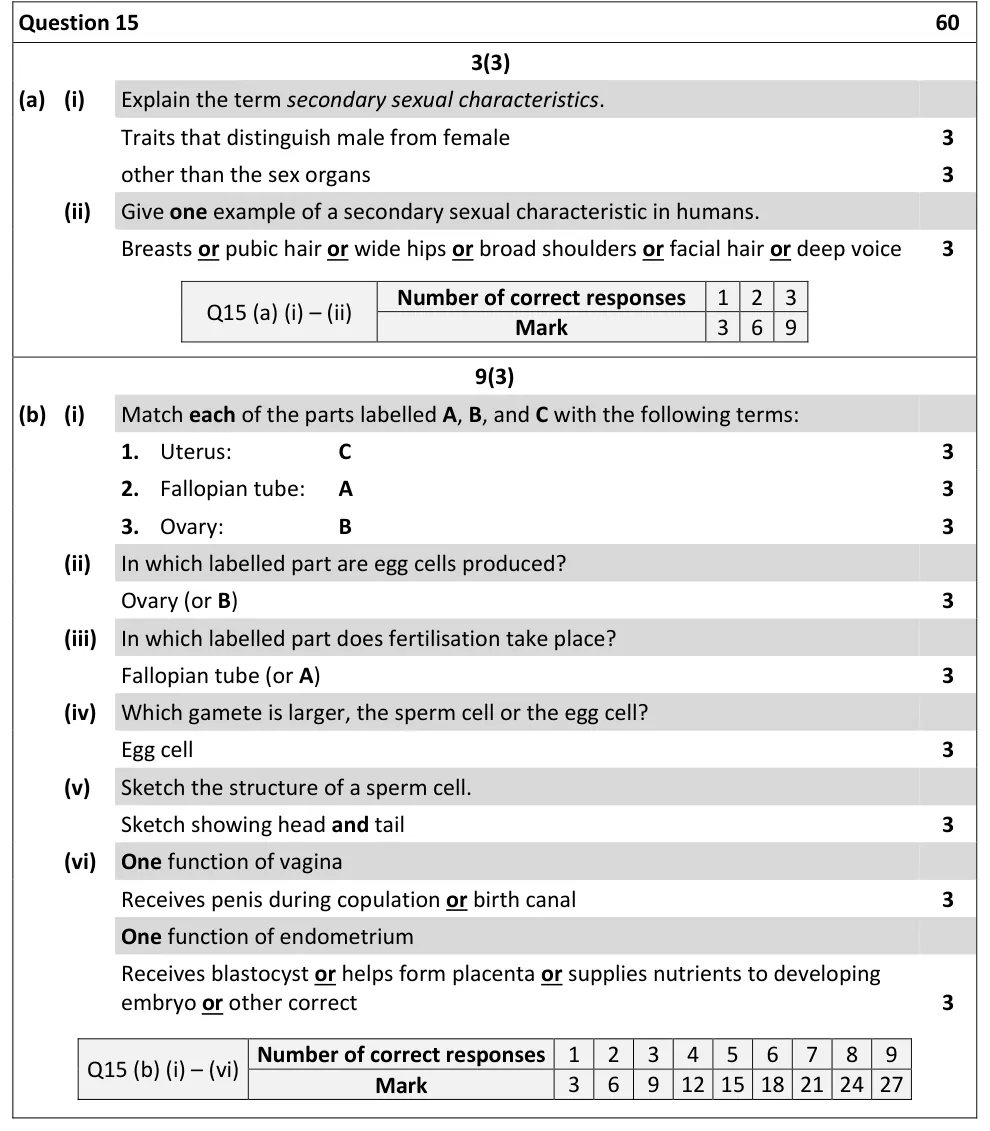 Question 15 60
3(3)
(a) (i) Explain the term secondary sexual characteristics.
Traits that distinguish male from female 3
other than the sex organs 3
(ii) Give one example of a secondary sexual characteristic in humans.
Breasts or pubic hair or wide hips or broad shoulders or facial hair or deep voice 3
Q15 (a) (i) – (ii)
Number of correct responses 1 2 3
Mark 3 6 9
9(3)
(b) (i) Match each of the parts labelled A, B, and C with the following terms:
1. Uterus: C 3
2. Fallopian tube: A 3
3. Ovary: B 3
(ii) In which labelled part are egg cells produced?
Ovary (or B) 3
(iii) In which labelled part does fertilisation take place?
Fallopian tube (or A) 3
(iv) Which gamete is larger, the sperm cell or the egg cell?
Egg cell 3
(v) Sketch the structure of a sperm cell.
Sketch showing head and tail 3
(vi) One function of vagina
Receives penis during copulation or birth canal 3
One function of endometrium
Receives blastocyst or helps form placenta or supplies nutrients to developing
embryo or other correct 3
Q15 (b) (i) – (vi)
Number of correct responses 1 2 3 4 5 6 7 8 9
Mark 3 6 9 12 15 18 21 24 27